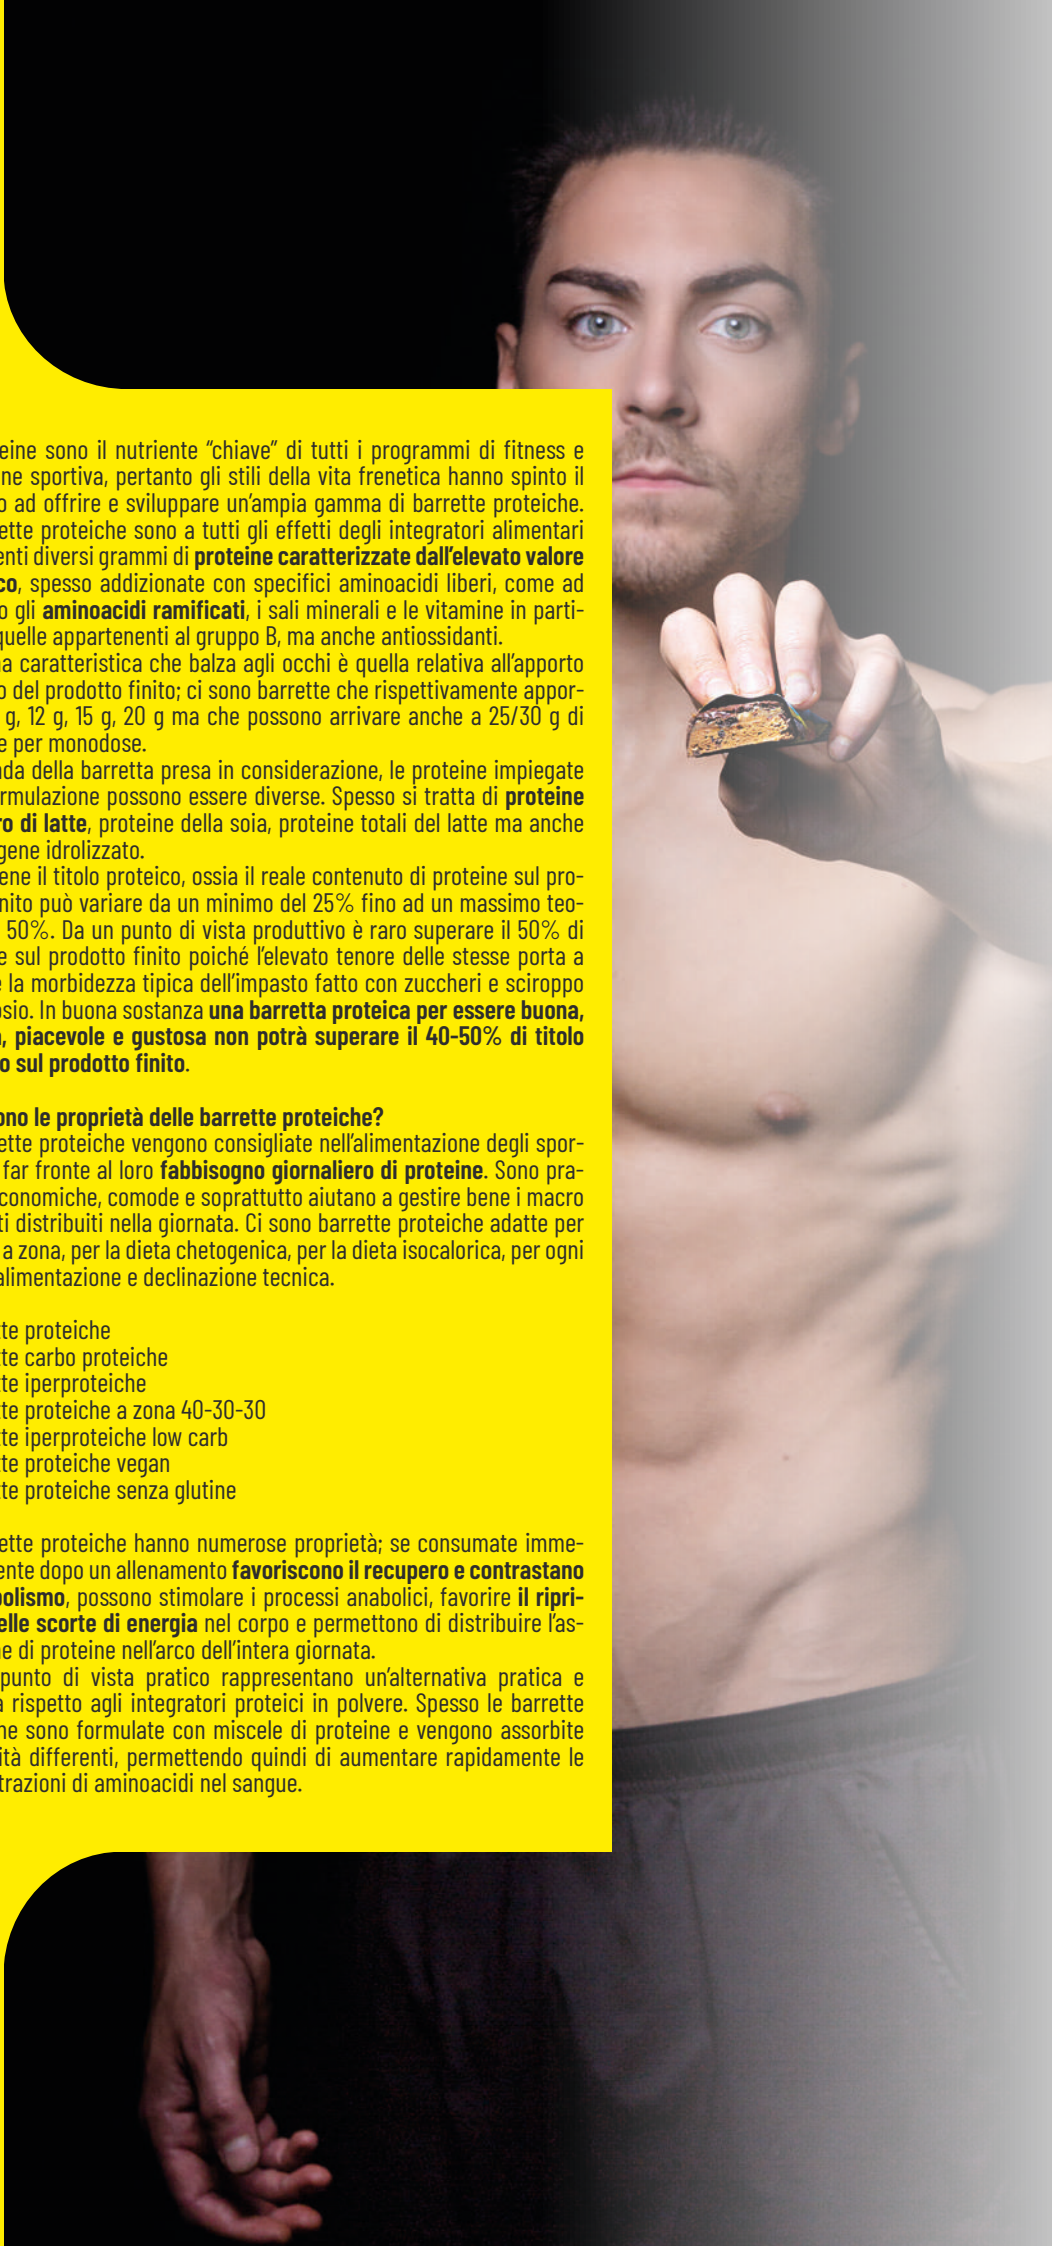 eine sono il nutriente “chiave” di tutti i programmi di fitness e
ne sportiva, pertanto gli stili della vita frenetica hanno spinto il
o ad offrire e sviluppare un’ampia gamma di barrette proteiche.
ette proteiche sono a tutti gli effetti degli integratori alimentari
enti diversi grammi di proteine caratterizzate dall’elevato valore
co, spesso addizionate con specifici aminoacidi liberi, come ad
o gli aminoacidi ramificati, i sali minerali e le vitamine in parti-
quelle appartenenti al gruppo B, ma anche antiossidanti.
na caratteristica che balza agli occhi è quella relativa all’apporto
o del prodotto finito; ci sono barrette che rispettivamente appor-
g, 12 g, 15 g, 20 g ma che possono arrivare anche a 25/30 g di
e per monodose.
nda della barretta presa in considerazione, le proteine impiegate
rmulazione possono essere diverse. Spesso si tratta di proteine
ro di latte, proteine della soia, proteine totali del latte ma anche
gene idrolizzato.
ene il titolo proteico, ossia il reale contenuto di proteine sul pro-
nito può variare da un minimo del 25% fino ad un massimo teo-
50%. Da un punto di vista produttivo è raro superare il 50% di
e sul prodotto finito poiché l’elevato tenore delle stesse porta a
e la morbidezza tipica dell’impasto fatto con zuccheri e sciroppo
osio. In buona sostanza una barretta proteica per essere buona,
, piacevole e gustosa non potrà superare il 40-50% di titolo
o sul prodotto finito.
ono le proprietà delle barrette proteiche?
ette proteiche vengono consigliate nell’alimentazione degli spor-
far fronte al loro fabbisogno giornaliero di proteine. Sono pra-
conomiche, comode e soprattutto aiutano a gestire bene i macro
ti distribuiti nella giornata. Ci sono barrette proteiche adatte per
a zona, per la dieta chetogenica, per la dieta isocalorica, per ogni
alimentazione e declinazione tecnica.
te proteiche
te carbo proteiche
te iperproteiche
te proteiche a zona 40-30-30
te iperproteiche low carb
te proteiche vegan
te proteiche senza glutine
ette proteiche hanno numerose proprietà; se consumate imme-
ente dopo un allenamento favoriscono il recupero e contrastano
bolismo, possono stimolare i processi anabolici, favorire il ripri-
elle scorte di energia nel corpo e permettono di distribuire l’as-
ne di proteine nell’arco dell’intera giornata.
punto di vista pratico rappresentano un’alternativa pratica e
a rispetto agli integratori proteici in polvere. Spesso le barrette
he sono formulate con miscele di proteine e vengono assorbite
ità differenti, permettendo quindi di aumentare rapidamente le
trazioni di aminoacidi nel sangue.